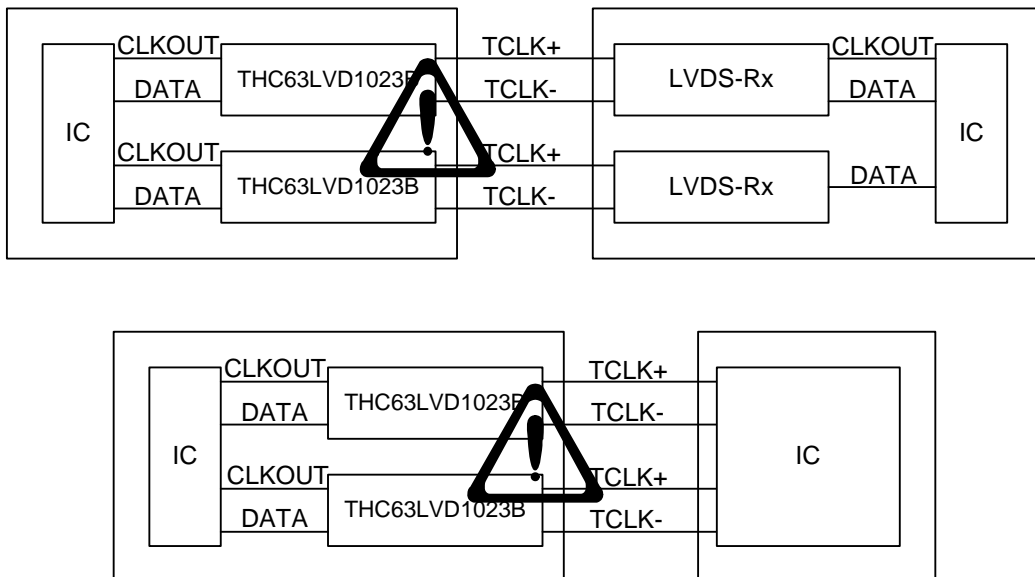 CLKOUT TCLK+ CLKOUT
THC63LVD1023B LVDS-Rx
DATA TCLK- DATA
IC IC
CLKOUT TCLK+
THC63LVD1023B LVDS-Rx DATA
DATA TCLK-
CLKOUT TCLK+
THC63LVD1023B
DATA TCLK-
IC IC
CLKOUT TCLK+
THC63LVD1023B
DATA TCLK-